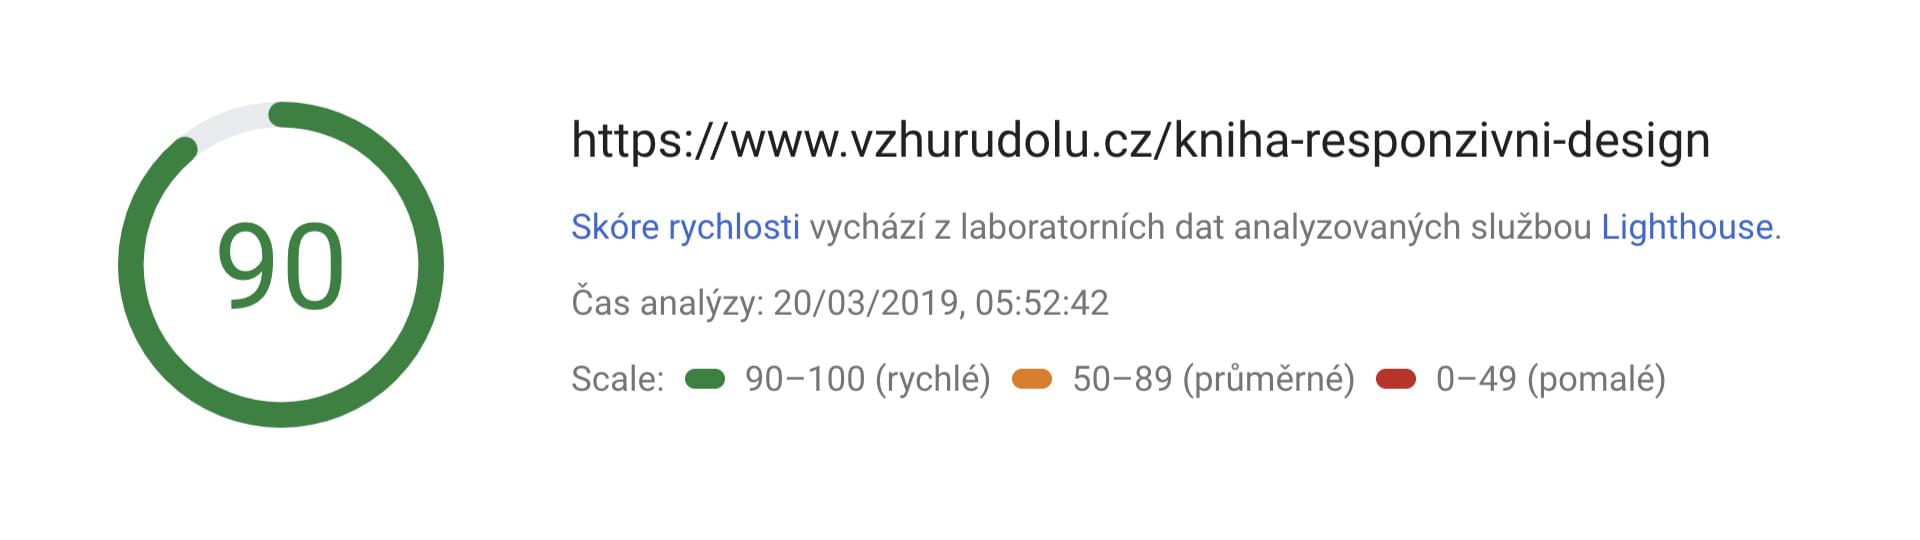 90
https://www.vzhurudolu.cz/kniha-responzivni-design
Skóre rychlosti vychází z laboratorních dat analyzovaných službou Lighthouse.
Čas analýzy: 20/03/2019, 05:52:42
Scale: 90–100 (rychlé) 50–89 (průměrné) 0–49 (pomalé)